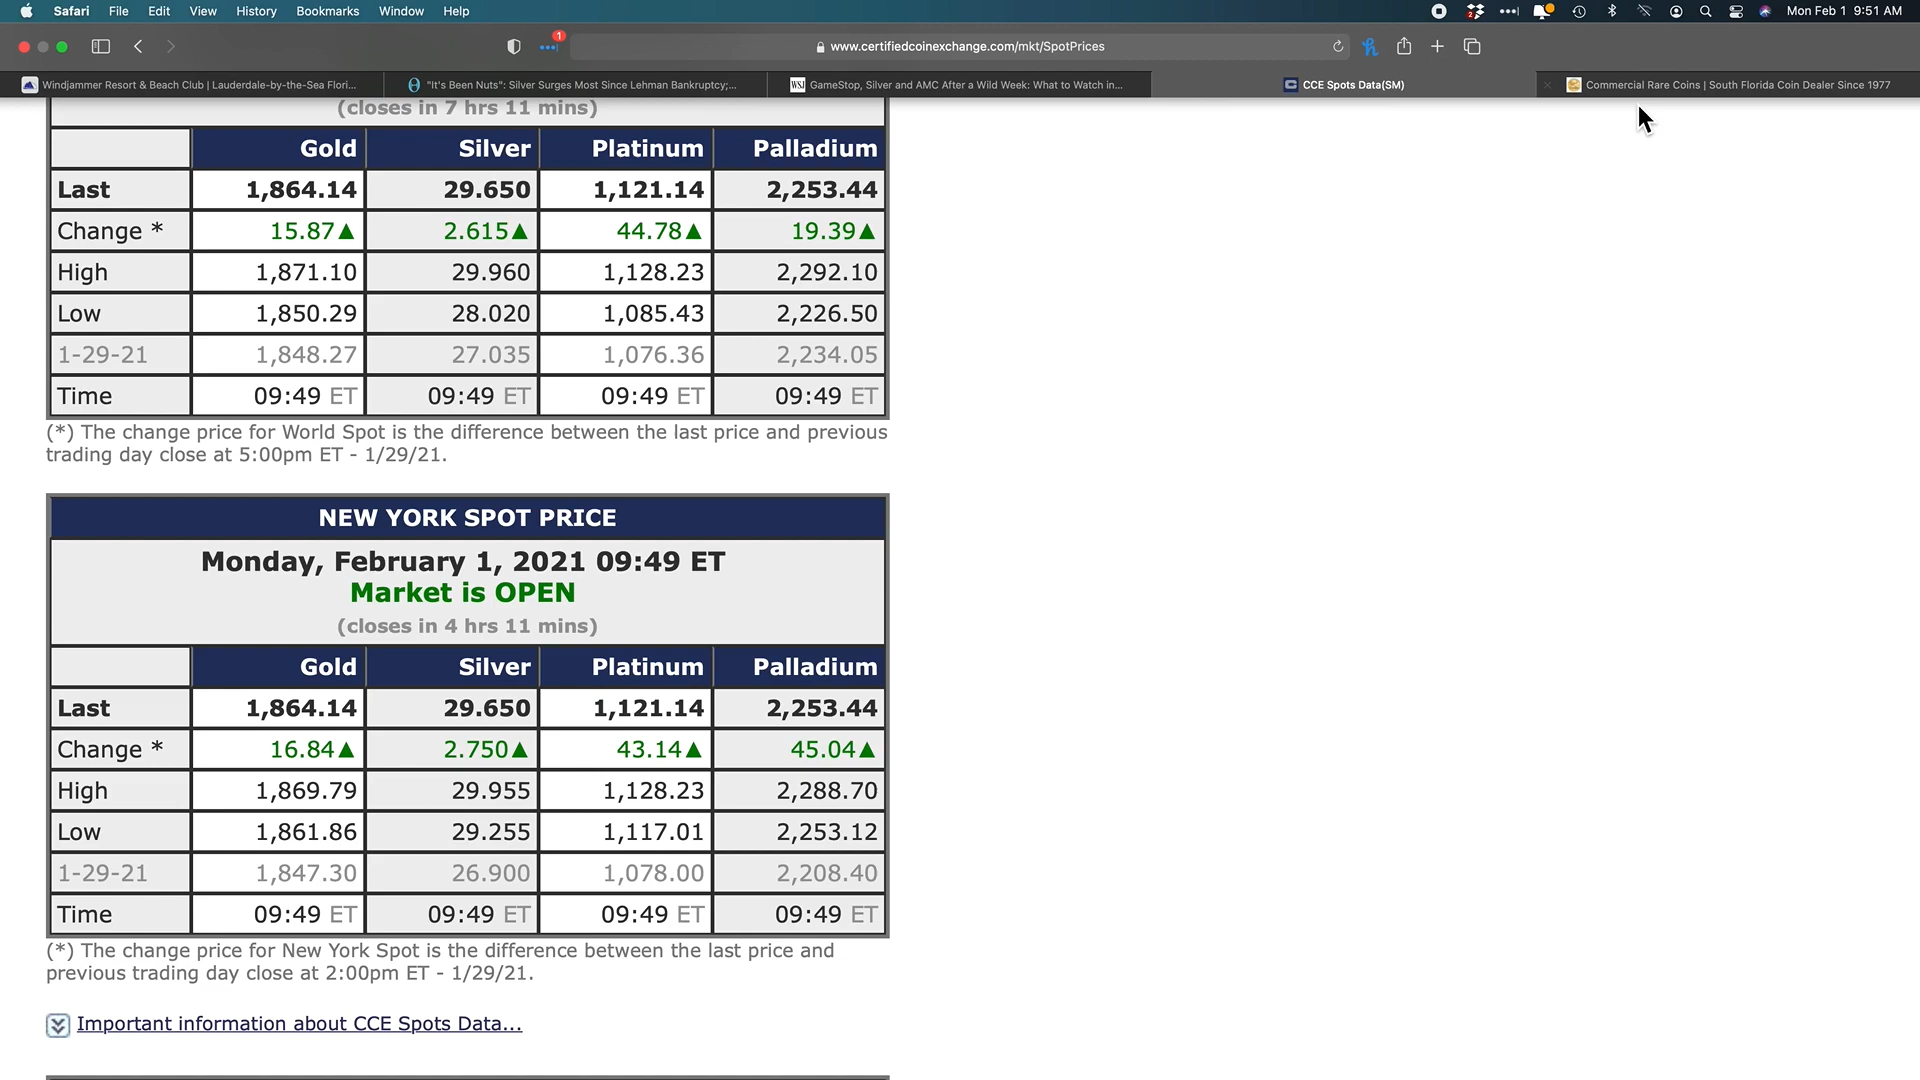 Safari File Edit View History Bookmarks Window Help Mon Feb 1 9:51 AM
1 www.certifiedcoinexchange.com/mkt/SpotPrices
Windjammer Resort & Beach Club | Lauderdale-by-the-Sea Flori... "It's Been Nuts": Silver Surges Most Since Lehman Bankruptcy;... WSJ GameStop, Silver and AMC After a Wild Week: What to Watch in... CCE Spots Data(SM) Commercial Rare Coins | South Florida Coin Dealer Since 1977
(closes in 7 hrs 11 mins)
Gold Silver Platinum Palladium
Last 1,864.14 29.650 1,121.14 2,253.44
Change * 15.87▲ 2.615▲ 44.78▲ 19.39▲
High 1,871.10 29.960 1,128.23 2,292.10
Low 1,850.29 28.020 1,085.43 2,226.50
1-29-21 1,848.27 27.035 1,076.36 2,234.05
Time 09:49 ET 09:49 ET 09:49 ET 09:49 ET
(*) The change price for World Spot is the difference between the last price and previous
trading day close at 5:00pm ET - 1/29/21.
NEW YORK SPOT PRICE
Monday, February 1, 2021 09:49 ET
Market is OPEN
(closes in 4 hrs 11 mins)
Gold Silver Platinum Palladium
Last 1,864.14 29.650 1,121.14 2,253.44
Change * 16.84▲ 2.750▲ 43.14▲ 45.04▲
High 1,869.79 29.955 1,128.23 2,288.70
Low 1,861.86 29.255 1,117.01 2,253.12
1-29-21 1,847.30 26.900 1,078.00 2,208.40
Time 09:49 ET 09:49 ET 09:49 ET 09:49 ET
(*) The change price for New York Spot is the difference between the last price and
previous trading day close at 2:00pm ET - 1/29/21.
Important information about CCE Spots Data...